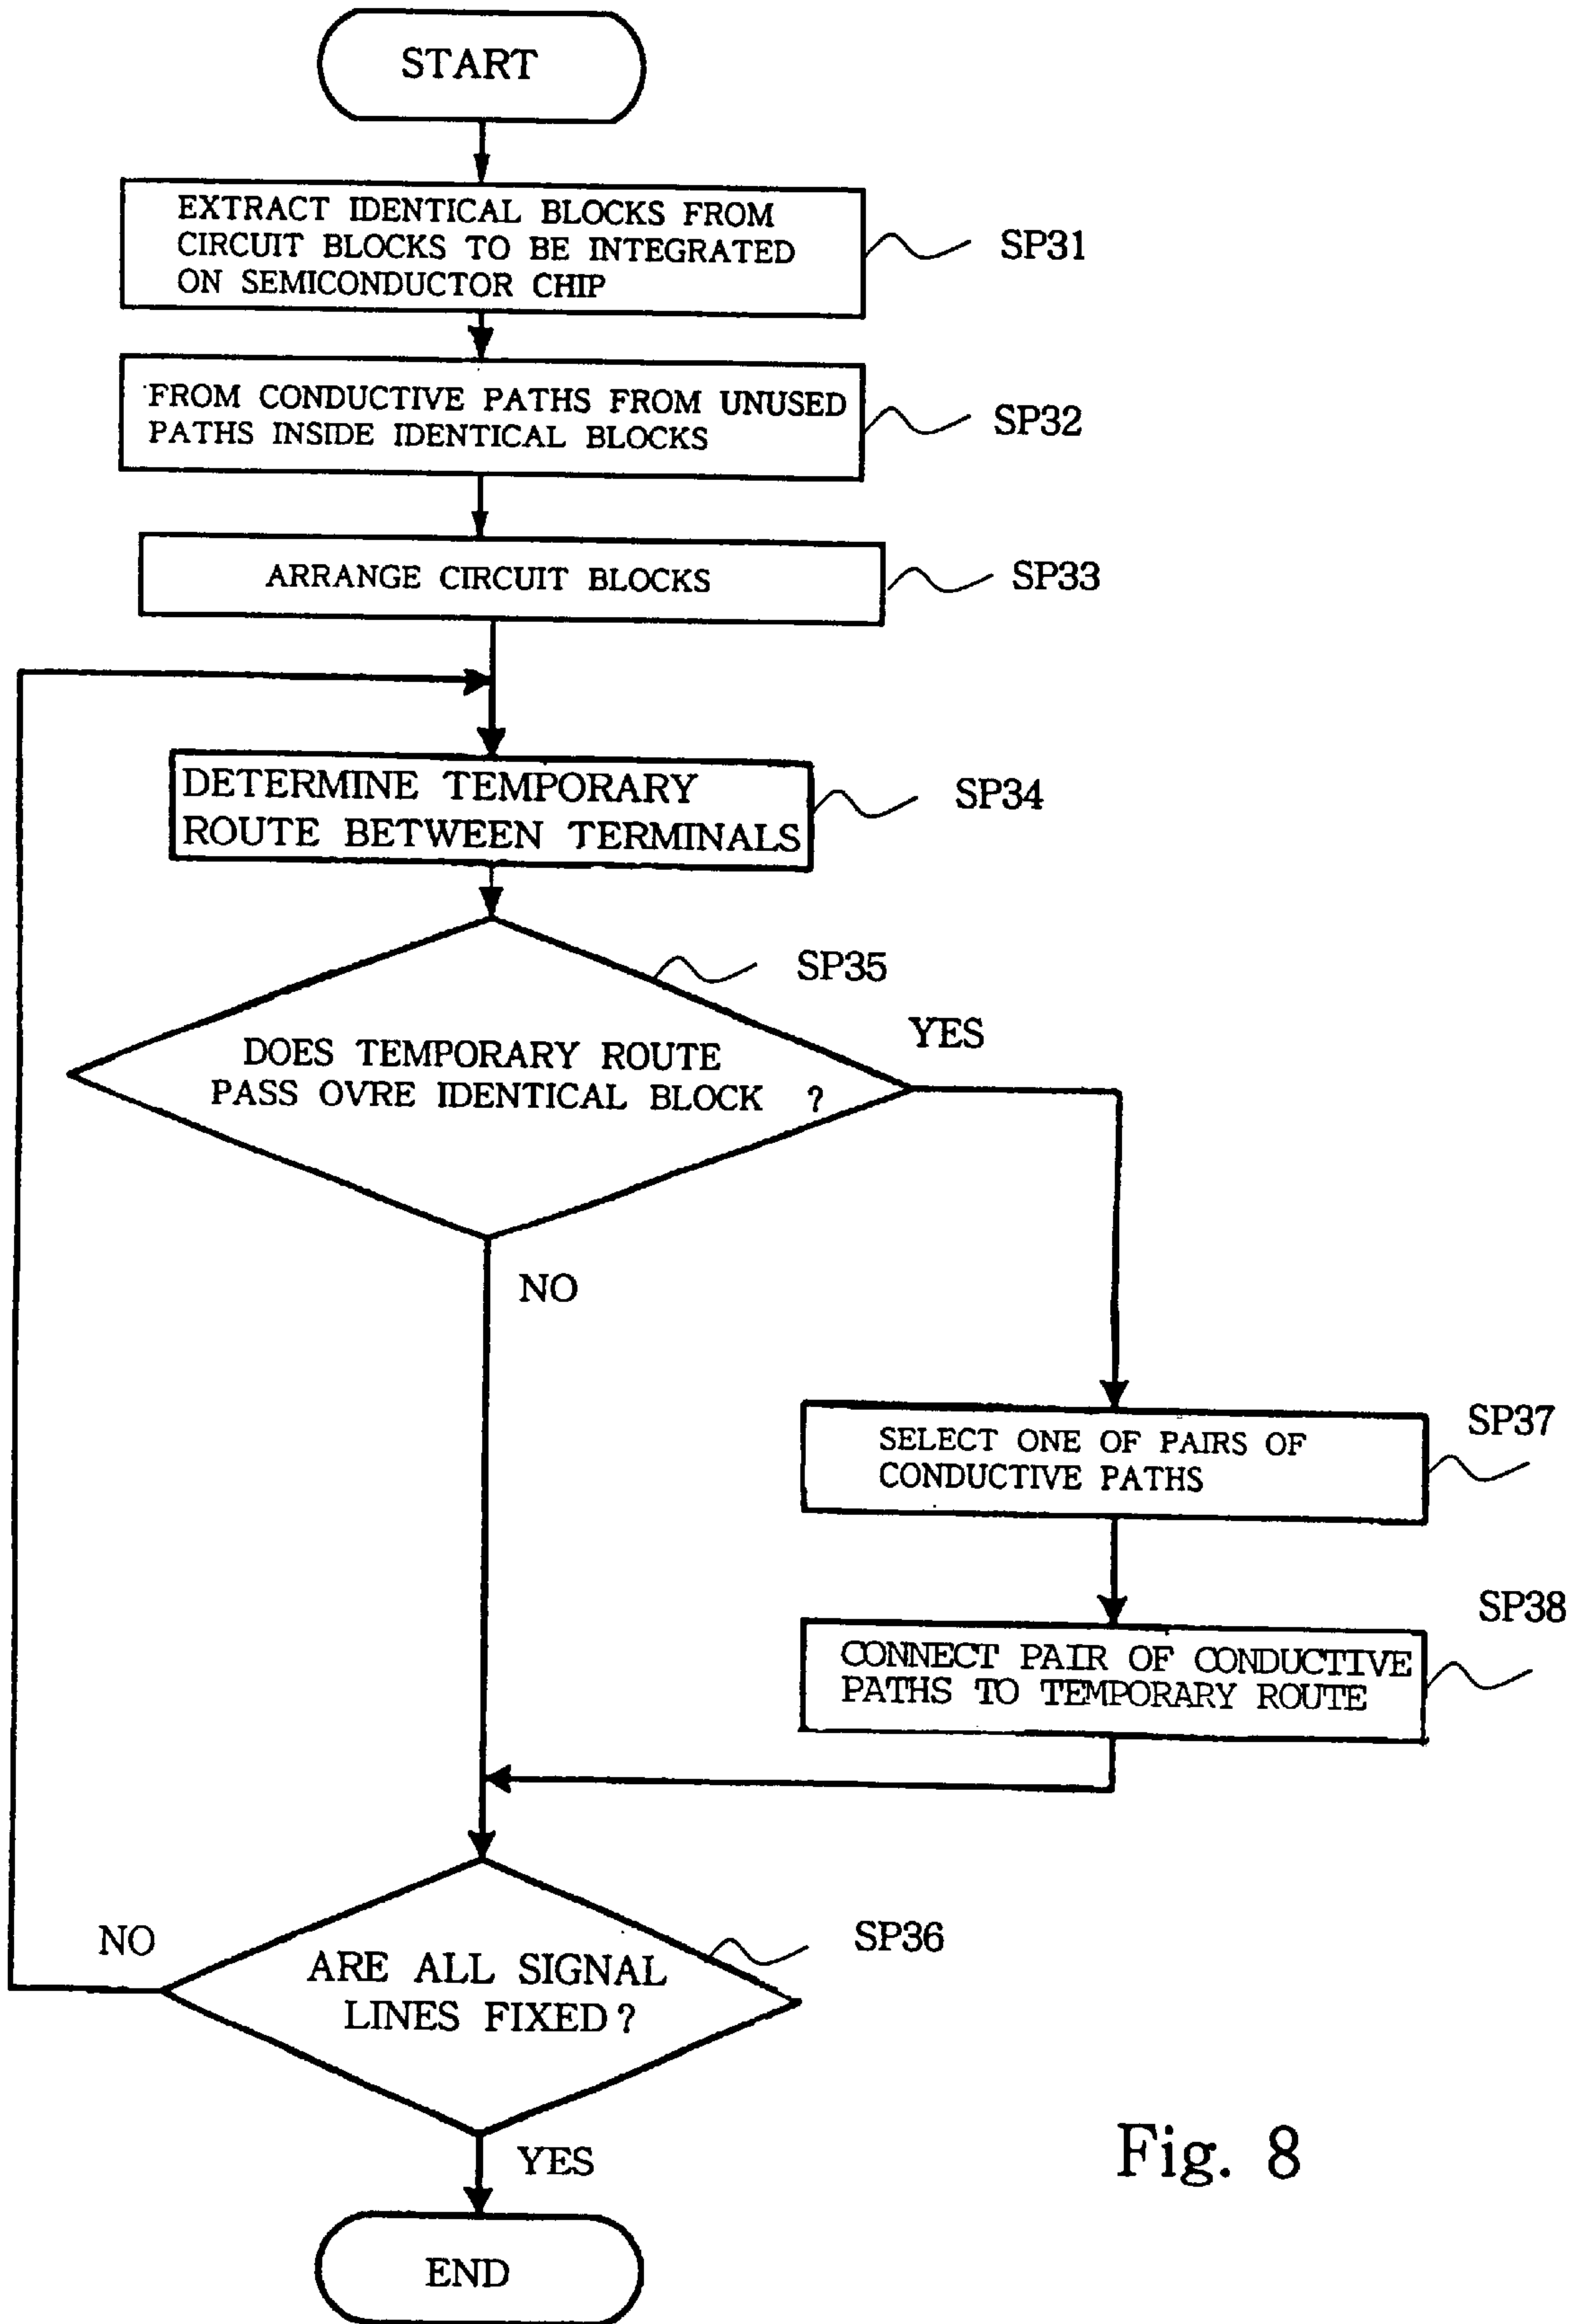 START
EXTRACT IDENTICAL BLOCKS FROM
CIRCUIT BLOCKS TO BE INTEGRATED
ON SEMICONDUCTOR CHIP
SP31
FROM CONDUCTIVE PATHS FROM UNUSED
PATHS INSIDE IDENTICAL BLOCKS
SP32
ARRANGE CIRCUIT BLOCKS
SP33
DETERMINE TEMPORARY
ROUTE BETWEEN TERMINALS
SP34
SP35
DOES TEMPORARY ROUTE
PASS OVRE IDENTICAL BLOCK ?
YES
NO
SELECT ONE OF PAIRS OF
CONDUCTIVE PATHS
SP37
CONNECT PAIR OF CONDUCTIVE
PATHS TO TEMPORARY ROUTE
SP38
NO
ARE ALL SIGNAL
LINES FIXED?
SP36
YES
END
Fig. 8